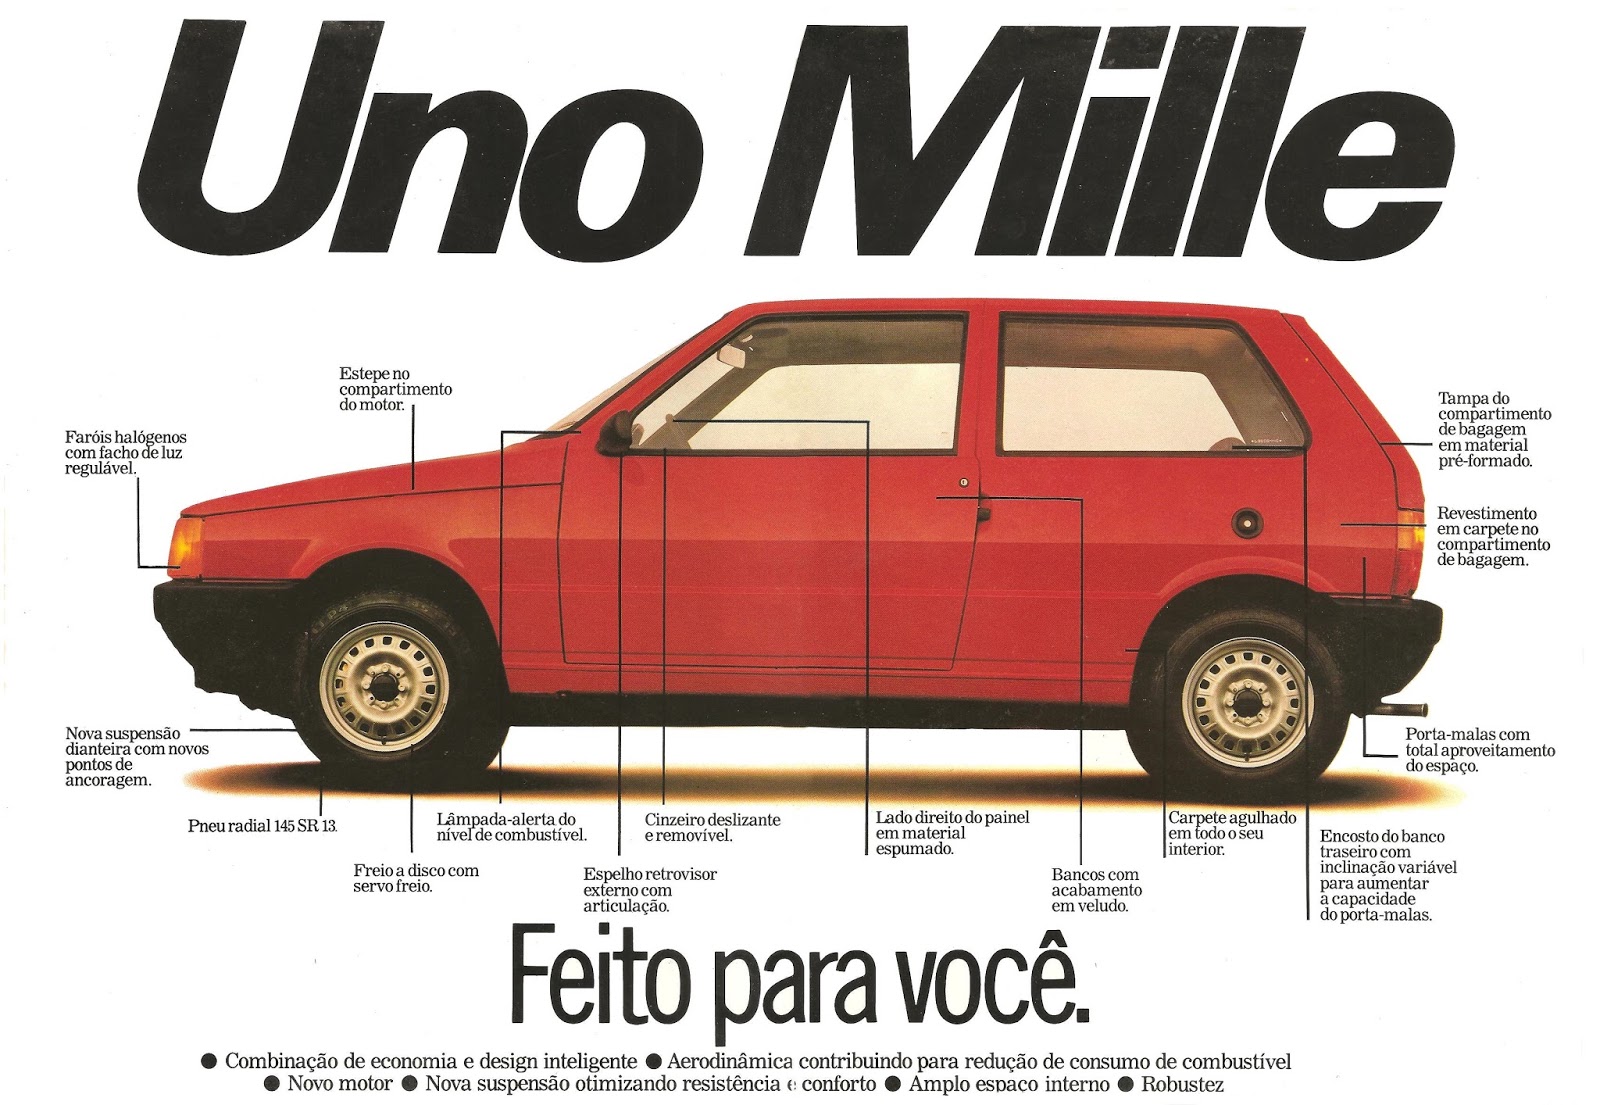 Uno Mille
Estepe no
compartimento
do motor.
Faróis halógenos
com facho de luz
regulável.
Tampa do
compartimento
de bagagem
em material
pré-formado.
Revestimento
em carpete no
compartimento
de bagagem.
Nova suspensão
dianteira com novos
pontos de
ancoragem.
Porta-malas com
total aproveitamento
do espaço.
Pneu radial 145 SR 13.
Lâmpada-alerta do
nível de combustível.
Cinzeiro deslizante
e removível.
Lado direito do painel
em material
espumado.
Carpete agulhado
em todo o seu
interior.
Encosto do banco
traseiro com
inclinação variável
para aumentar
a capacidade
do porta-malas.
Freio a disco com
servo freio.
Espelho retrovisor
externo com
articulação.
Bancos com
acabamento
em veludo.
Feito para você.
● Combinação de economia e design inteligente ● Aerodinâmica contribuindo para redução de consumo de combustível
● Novo motor ● Nova suspensão otimizando resistência e conforto ● Amplo espaço interno ● Robustez